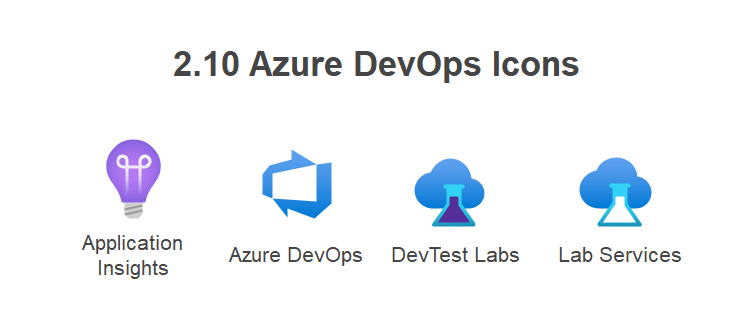 2.10 Azure DevOps Icons
Application
Insights
Azure DevOps
DevTest Labs
Lab Services